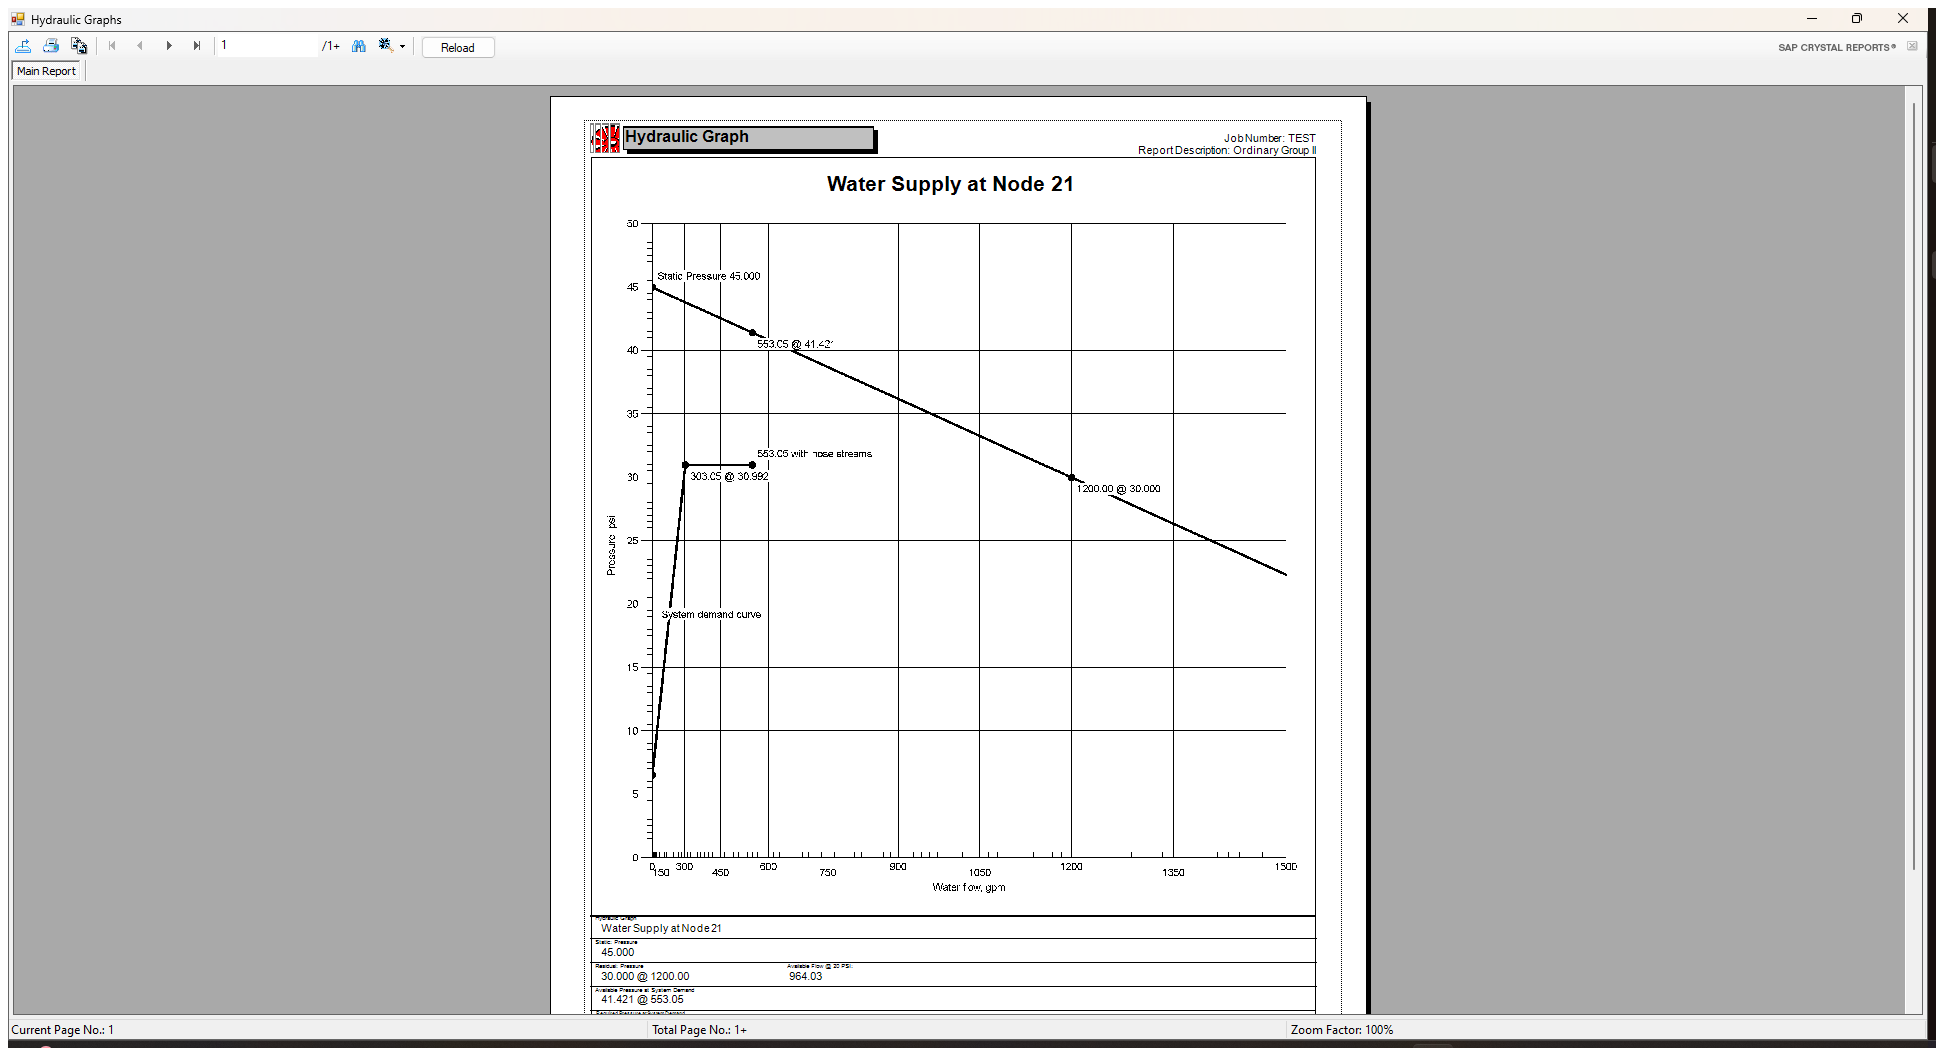 Hydraulic Graphs
1 /1+ Reload SAP CRYSTAL REPORTS®
Main Report
Hydraulic Graph
Job Number: TEST
Report Description: Ordinary Group II
Water Supply at Node 21
50
Static Pressure 45.000
45
553.05 @ 41.421
40
35
553.05 with hose streams
303.05 @ 30.992
30
1200.00 @ 30.000
Pressure, psi
25
20
System demand curve
15
10
5
0
0 300 600 900 1200 1500
150 450 750 1050 1350
Water flow, gpm
Hydraulic Graph
Water Supply at Node 21
Static: Pressure
45.000
Residual: Pressure Available Flow @ 20 PSI:
30.000 @ 1200.00 964.03
Available Pressure at System Demand
41.421 @ 553.05
Required Pressure at System Demand
Current Page No.: 1 Total Page No.: 1+ Zoom Factor: 100%